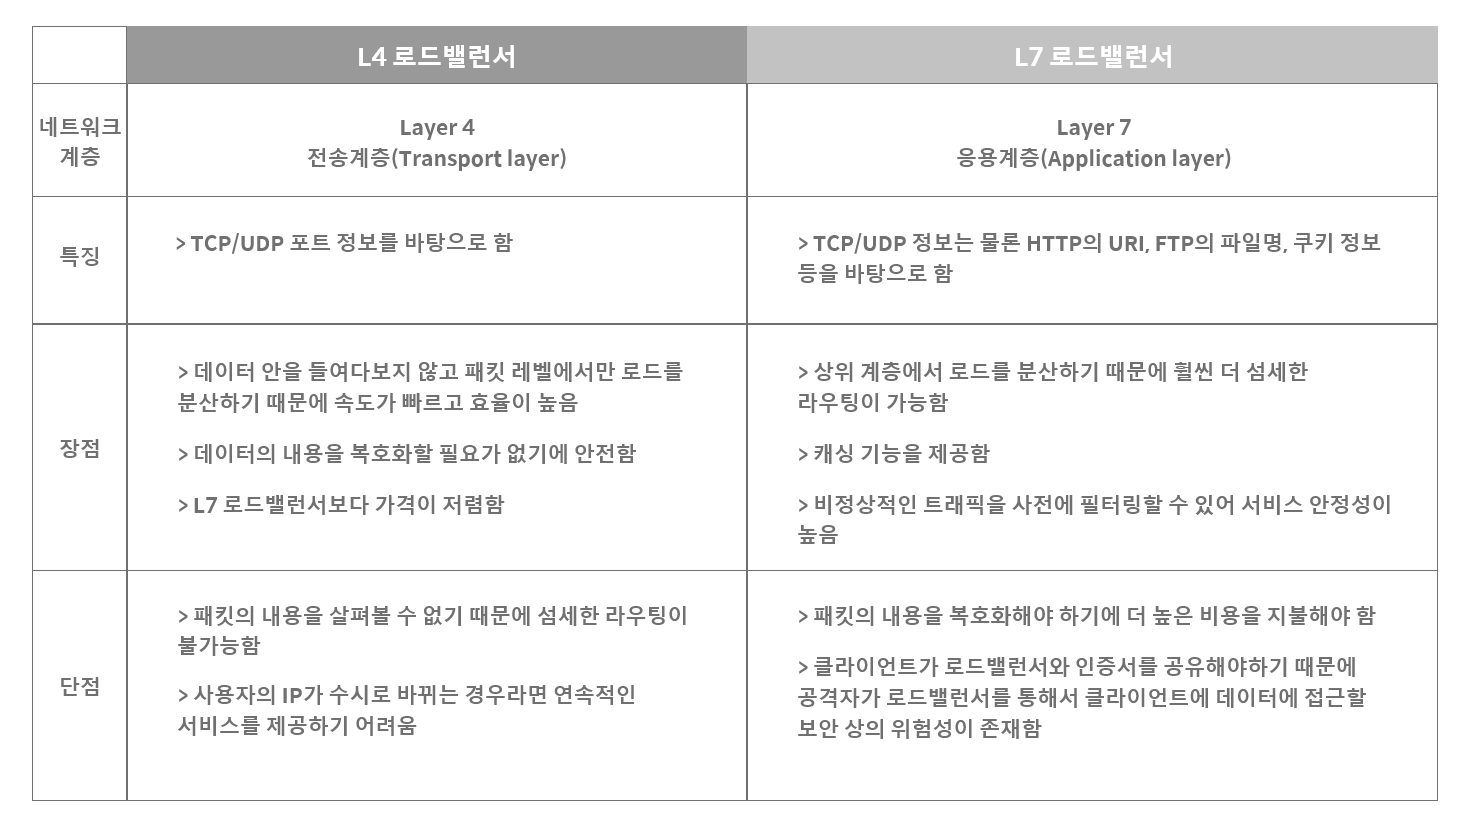 L4 로드밸런서
L7 로드밸런서
네트워크
계층
Layer 4
전송계층(Transport layer)
Layer 7
응용계층(Application layer)
특징
> TCP/UDP 포트 정보를 바탕으로 함
> TCP/UDP 정보는 물론 HTTP의 URI, FTP의 파일명, 쿠키 정보
등을 바탕으로 함
장점
> 데이터 안을 들여다보지 않고 패킷 레벨에서만 로드를
분산하기 때문에 속도가 빠르고 효율이 높음
> 데이터의 내용을 복호화할 필요가 없기에 안전함
> L7 로드밸런서보다 가격이 저렴함
> 상위 계층에서 로드를 분산하기 때문에 훨씬 더 섬세한
라우팅이 가능함
> 캐싱 기능을 제공함
> 비정상적인 트래픽을 사전에 필터링할 수 있어 서비스 안정성이
높음
단점
> 패킷의 내용을 살펴볼 수 없기 때문에 섬세한 라우팅이
불가능함
> 사용자의 IP가 수시로 바뀌는 경우라면 연속적인
서비스를 제공하기 어려움
> 패킷의 내용을 복호화해야 하기에 더 높은 비용을 지불해야 함
> 클라이언트가 로드밸런서와 인증서를 공유해야하기 때문에
공격자가 로드밸런서를 통해서 클라이언트에 데이터에 접근할
보안 상의 위험성이 존재함